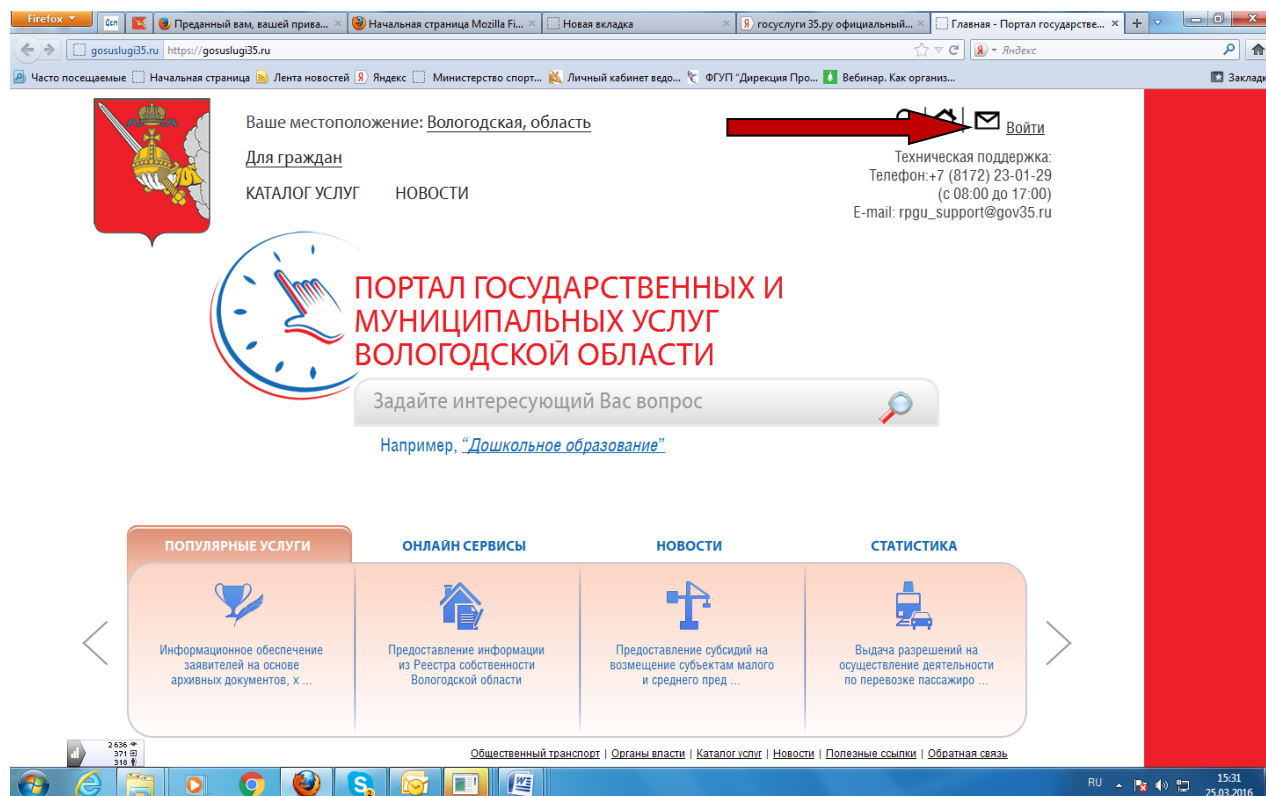 Firefox
Преданный вам, вашей прива...
Начальная страница Mozilla Fi...
Новая вкладка
госуслуги 35.ру официальный...
Главная - Портал государстве...
gosuslugi35.ru https://gosuslugi35.ru
Яндекс
Часто посещаемые Начальная страница Лента новостей Яндекс Министерство спорт... Личный кабинет ведо... ФГУП "Дирекция Про... Вебинар. Как организ...
Закладк
Ваше местоположение: Вологодская, область
Войти
Для граждан
КАТАЛОГ УСЛУГ НОВОСТИ
Техническая поддержка:
Телефон:+7 (8172) 23-01-29
(с 08:00 до 17:00)
E-mail: rpgu_support@gov35.ru
ПОРТАЛ ГОСУДАРСТВЕННЫХ И
МУНИЦИПАЛЬНЫХ УСЛУГ
ВОЛОГОДСКОЙ ОБЛАСТИ
Задайте интересующий Вас вопрос
Например, “Дошкольное образование”
ПОПУЛЯРНЫЕ УСЛУГИ ОНЛАЙН СЕРВИСЫ НОВОСТИ СТАТИСТИКА
Информационное обеспечение
заявителей на основе
архивных документов, х ...
Предоставление информации
из Реестра собственности
Вологодской области
Предоставление субсидий на
возмещение субъектам малого
и среднего пред ...
Выдача разрешений на
осуществление деятельности
по перевозке пассажиро ...
2 636
371
318
Общественный транспорт | Органы власти | Каталог услуг | Новости | Полезные ссылки | Обратная связь
RU
15:31
25.03.2016